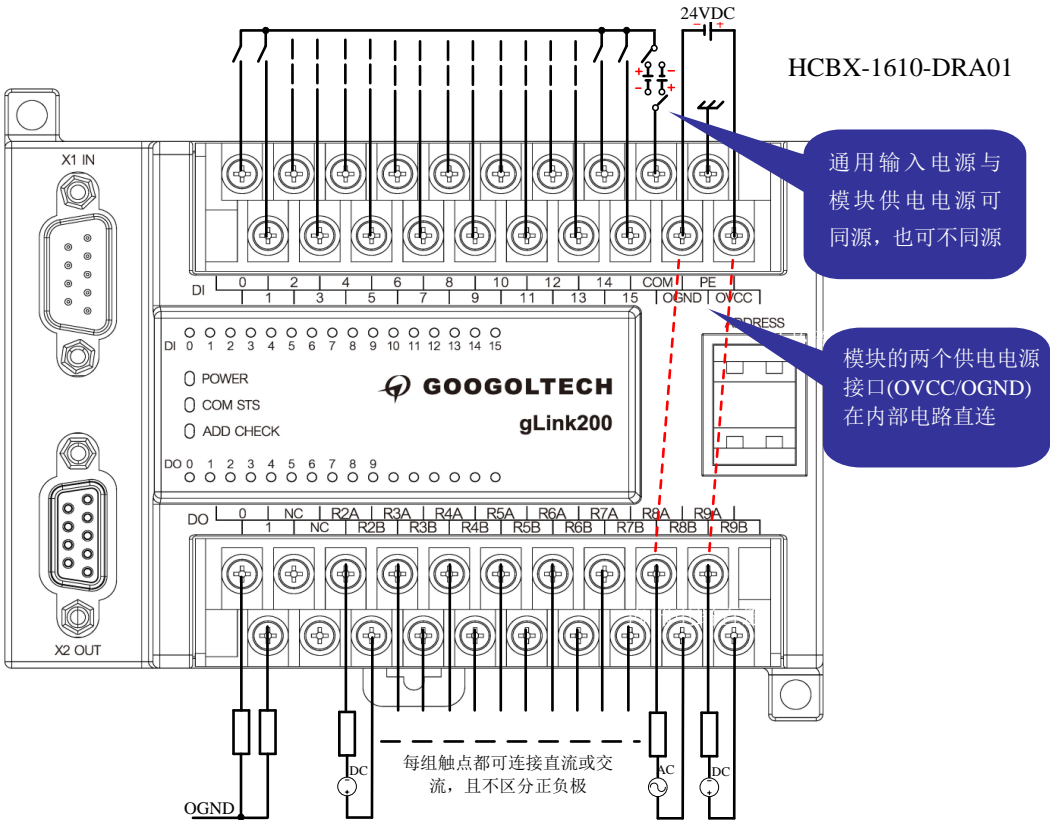 24VDC
− +
HCBX-1610-DRA01
+ −
− +
通用输入电源与
模块供电电源可
同源，也可不同源
X1 IN
DI 0 2 4 6 8 10 12 14 COM PE
1 3 5 7 9 11 13 15 OGND OVCC
ADDRESS
DI 0 1 2 3 4 5 6 7 8 9 10 11 12 13 14 15
POWER
COM STS
ADD CHECK
GOOGOLTECH
gLink200
模块的两个供电电源
接口(OVCC/OGND)
在内部电路直连
DO 0 1 2 3 4 5 6 7 8 9
DO 0 NC R2A R3A R4A R5A R6A R7A R8A R9A
1 NC R2B R3B R4B R5B R6B R7B R8B R9B
X2 OUT
每组触点都可连接直流或交
流，且不区分正负极
DC
AC
DC
OGND